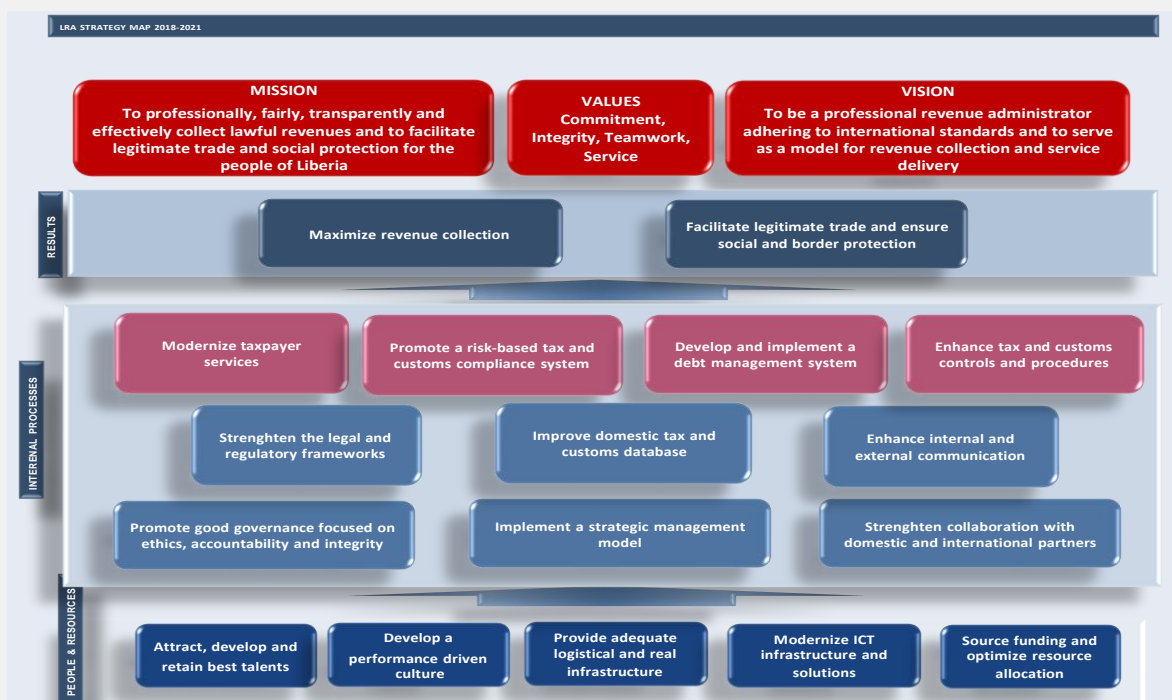 LRA STRATEGY MAP 2018-2021
MISSION
To professionally, fairly, transparently and
effectively collect lawful revenues and to facilitate
legitimate trade and social protection for the
people of Liberia
VALUES
Commitment,
Integrity, Teamwork,
Service
VISION
To be a professional revenue administrator
adhering to international standards and to serve
as a model for revenue collection and service
delivery
RESULTS
Maximize revenue collection
Facilitate legitimate trade and ensure
social and border protection
INTERENAL PROCESSES
Modernize taxpayer
services
Promote a risk-based tax and
customs compliance system
Develop and implement a
debt management system
Enhance tax and customs
controls and procedures
Strenghten the legal and
regulatory frameworks
Improve domestic tax and
customs database
Enhance internal and
external communication
Promote good governance focused on
ethics, accountability and integrity
Implement a strategic management
model
Strenghten collaboration with
domestic and international partners
PEOPLE & RESOURCES
Attract, develop and
retain best talents
Develop a
performance driven
culture
Provide adequate
logistical and real
infrastructure
Modernize ICT
infrastructure and
solutions
Source funding and
optimize resource
allocation